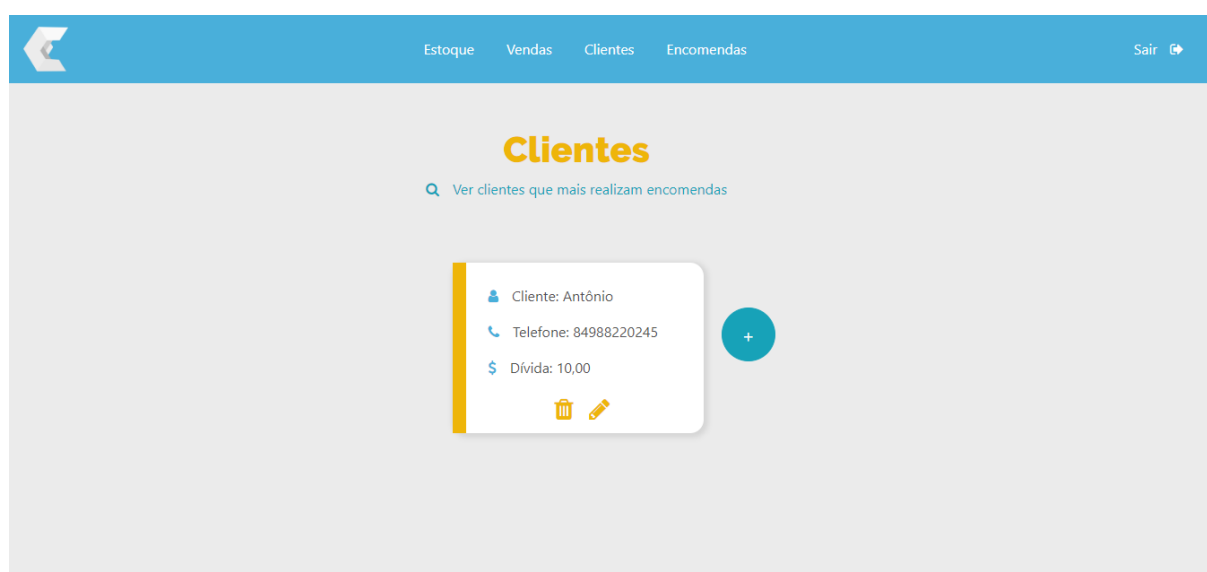 Estoque Vendas Clientes Encomendas Sair
Clientes
Ver clientes que mais realizam encomendas
Cliente: Antônio
Telefone: 84988220245
+
Dívida: 10,00